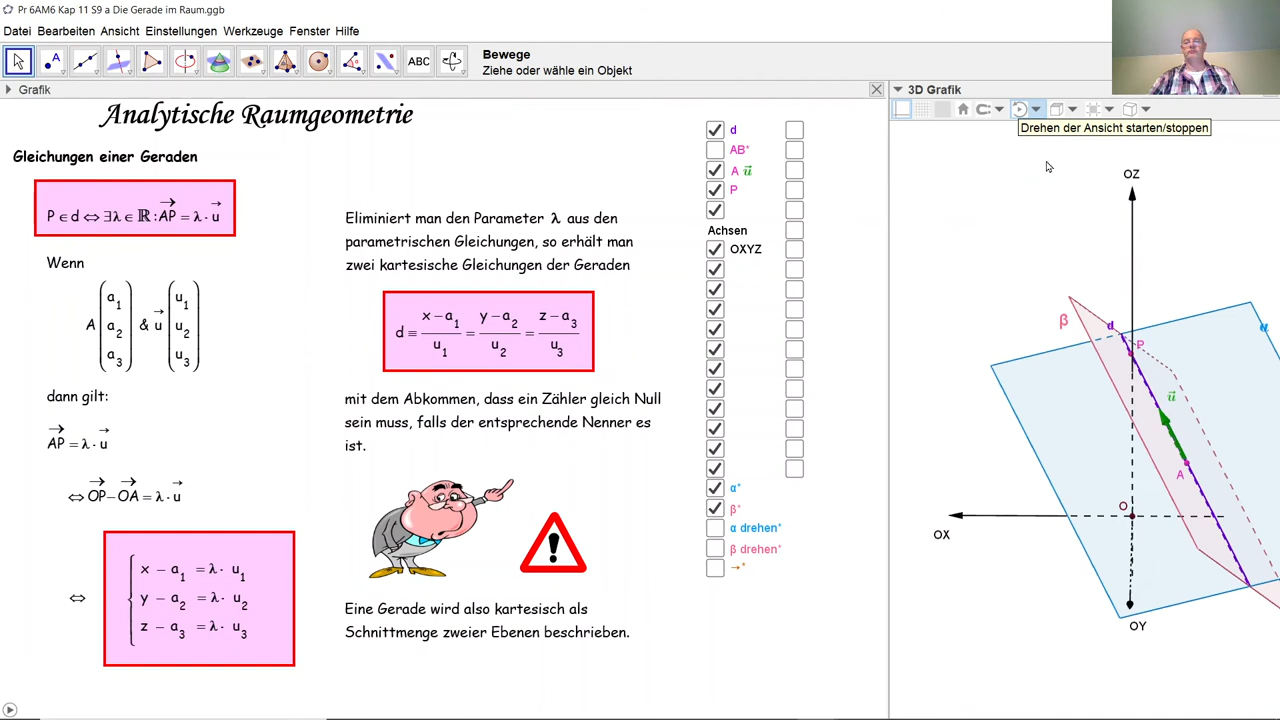 Pr 6AM6 Kap 11 S9 a Die Gerade im Raum.ggb
Datei Bearbeiten Ansicht Einstellungen Werkzeuge Fenster Hilfe
A
ABC
Bewege
Ziehe oder wähle ein Objekt
Grafik
3D Grafik
Drehen der Ansicht starten/stoppen
Analytische Raumgeometrie
Gleichungen einer Geraden
P ∈ d ⇔ ∃λ ∈ ℝ : AP⃗ = λ · u⃗
Wenn
A (a₁ a₂ a₃) & u⃗ (u₁ u₂ u₃)
dann gilt:
AP⃗ = λ · u⃗
⇔ OP⃗ − OA⃗ = λ · u⃗
⇔
x − a₁ = λ · u₁
y − a₂ = λ · u₂
z − a₃ = λ · u₃
Eliminiert man den Parameter λ aus den
parametrischen Gleichungen, so erhält man
zwei kartesische Gleichungen der Geraden
d ≡ (x − a₁)/u₁ = (y − a₂)/u₂ = (z − a₃)/u₃
mit dem Abkommen, dass ein Zähler gleich Null
sein muss, falls der entsprechende Nenner es
ist.
!
Eine Gerade wird also kartesisch als
Schnittmenge zweier Ebenen beschrieben.
d
AB*
A u⃗
P
Achsen
OXYZ
α*
β*
α drehen*
β drehen*
→*
OZ
β
d
P
α
u⃗
A
O
OX
OY